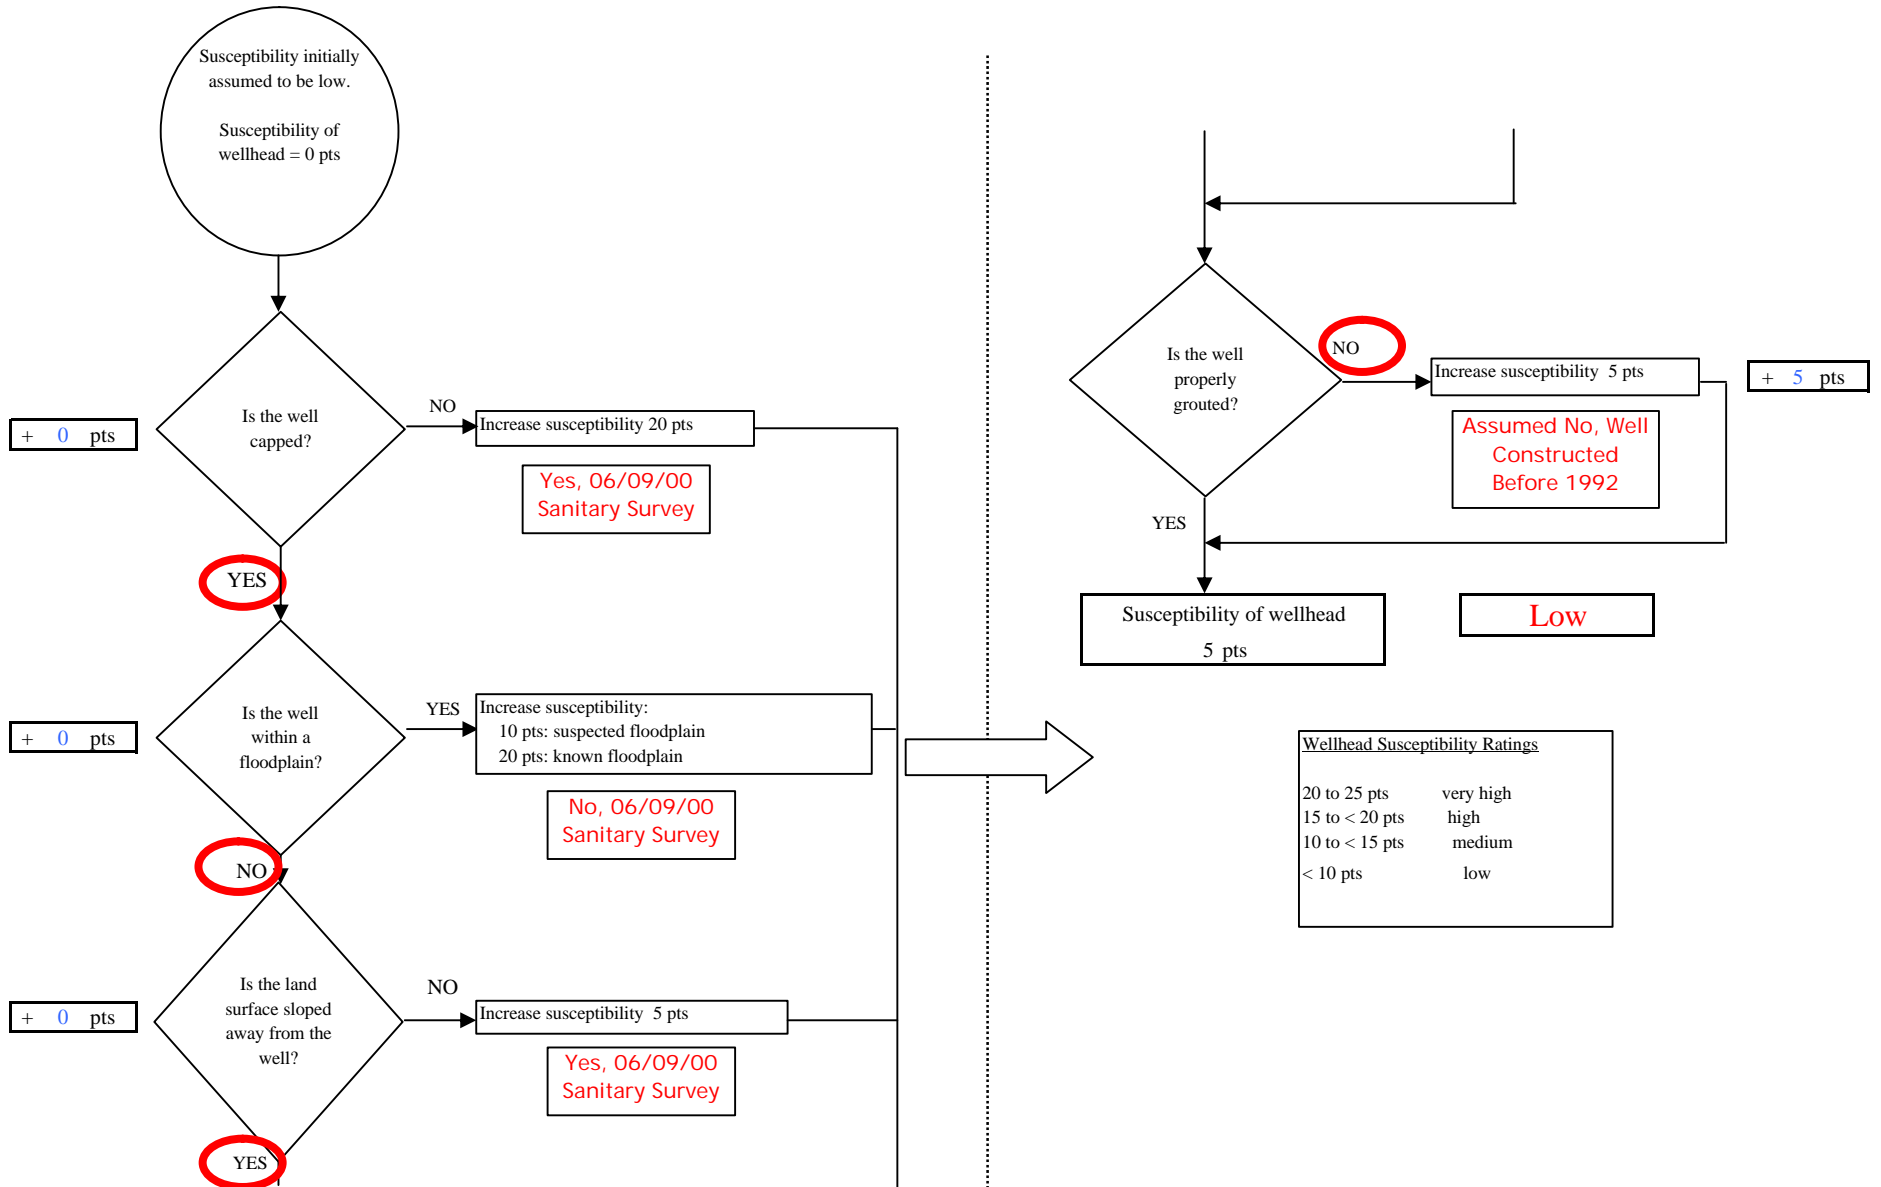 Susceptibility initially
assumed to be low.
Susceptibility of
wellhead = 0 pts
Is the well
capped?
+ 0 pts
NO
Increase susceptibility 20 pts
Yes, 06/09/00
Sanitary Survey
YES
Is the well
within a
floodplain?
+ 0 pts
YES
Increase susceptibility:
10 pts: suspected floodplain
20 pts: known floodplain
No, 06/09/00
Sanitary Survey
NO
Is the land
surface sloped
away from the
well?
+ 0 pts
NO
Increase susceptibility 5 pts
Yes, 06/09/00
Sanitary Survey
YES
Is the well
properly
grouted?
NO
Increase susceptibility 5 pts
+ 5 pts
Assumed No, Well
Constructed
Before 1992
YES
Susceptibility of wellhead
5 pts
Low
Wellhead Susceptibility Ratings
20 to 25 pts very high
15 to < 20 pts high
10 to < 15 pts medium
< 10 pts low